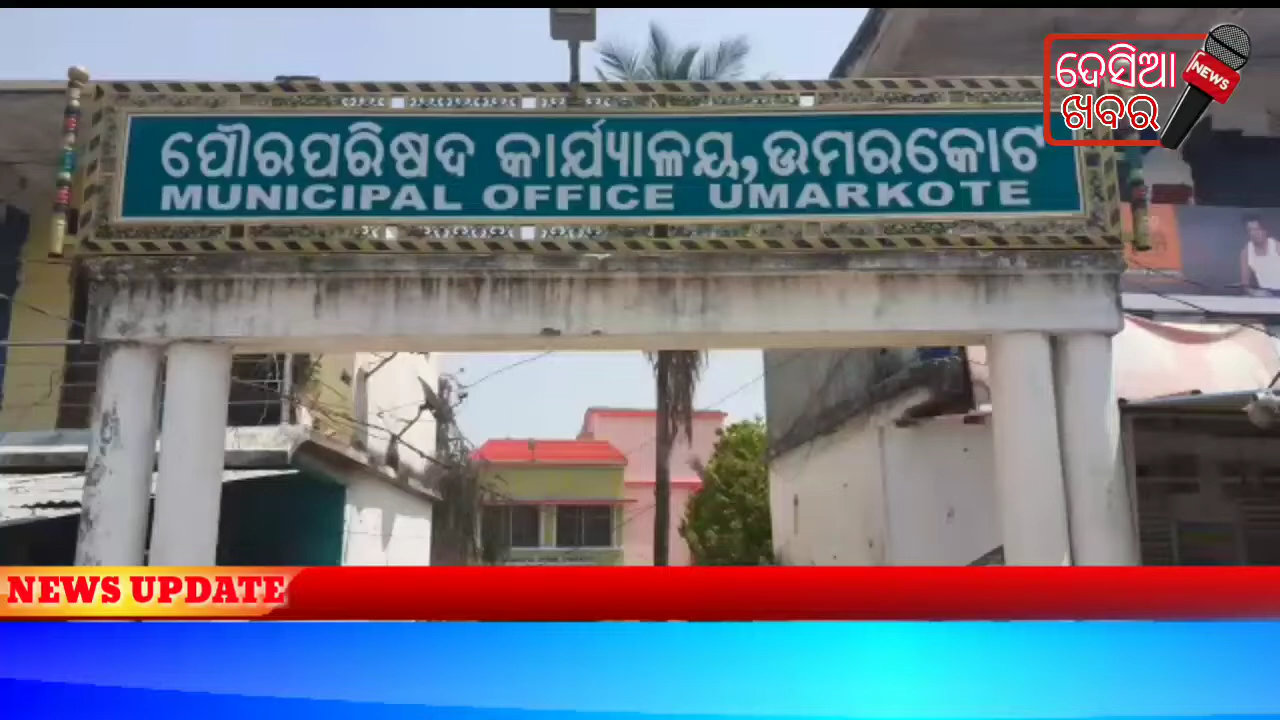 ଦେସିଆ
ଖବର
NEWS
ପୌରପରିଷଦ କାର୍ଯ୍ୟାଳୟ,ଉମରକୋଟ
MUNICIPAL OFFICE UMARKOTE
NEWS UPDATE